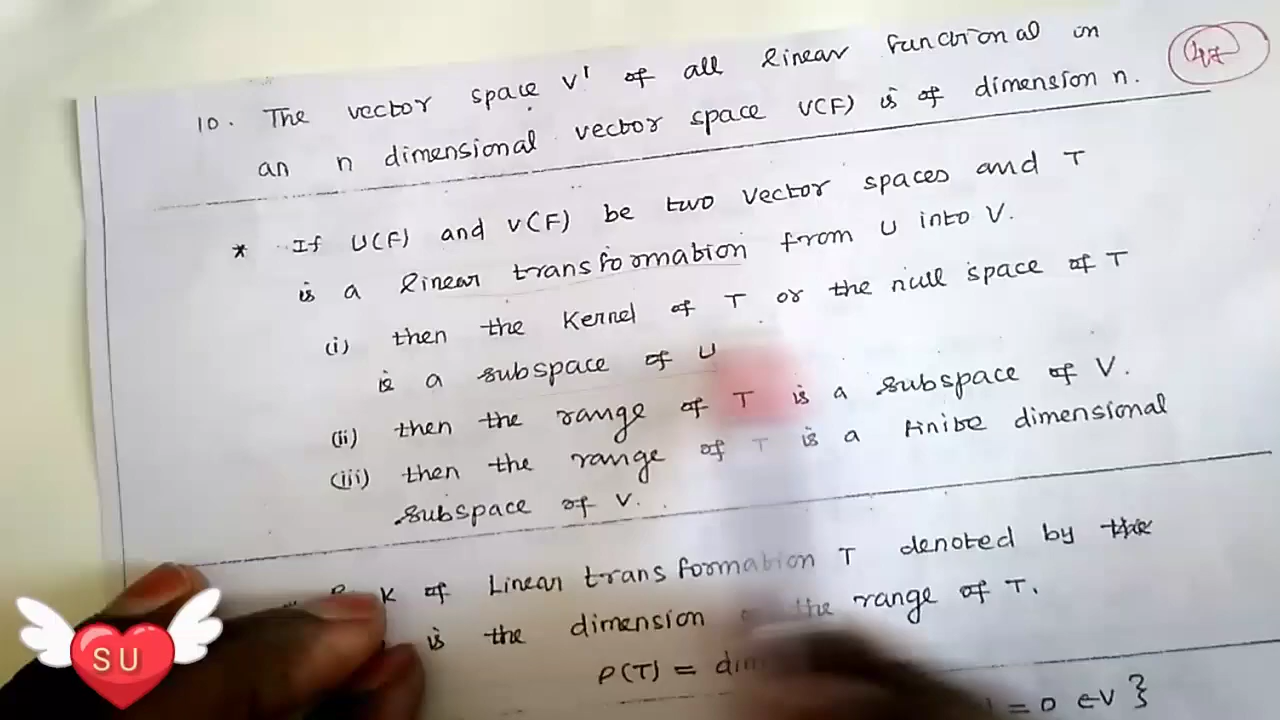 10. The vector space V' of all linear functional on
an n dimensional vector space V(F) is of dimension n.
* If U(F) and V(F) be two vector spaces and T
is a linear transformation from U into V.
(i) then the Kernel of T or the null space of T
is a subspace of U
(ii) then the range of T is a subspace of V.
(iii) then the range of T is a finite dimensional
subspace of V.
K of Linear transformation T denoted by the
is the dimension the range of T.
ρ(T) = dim
= 0 ∈V }
SU